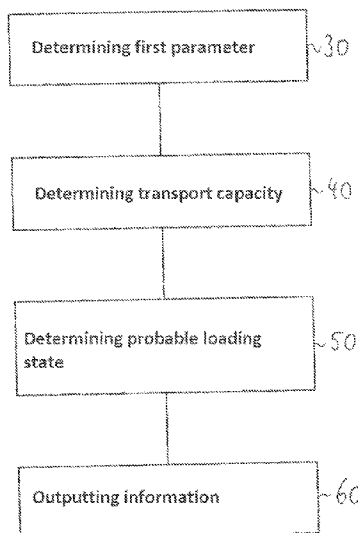 Determining first parameter 30
Determining transport capacity 40
Determining probable loading 50
state
Outputting information 60